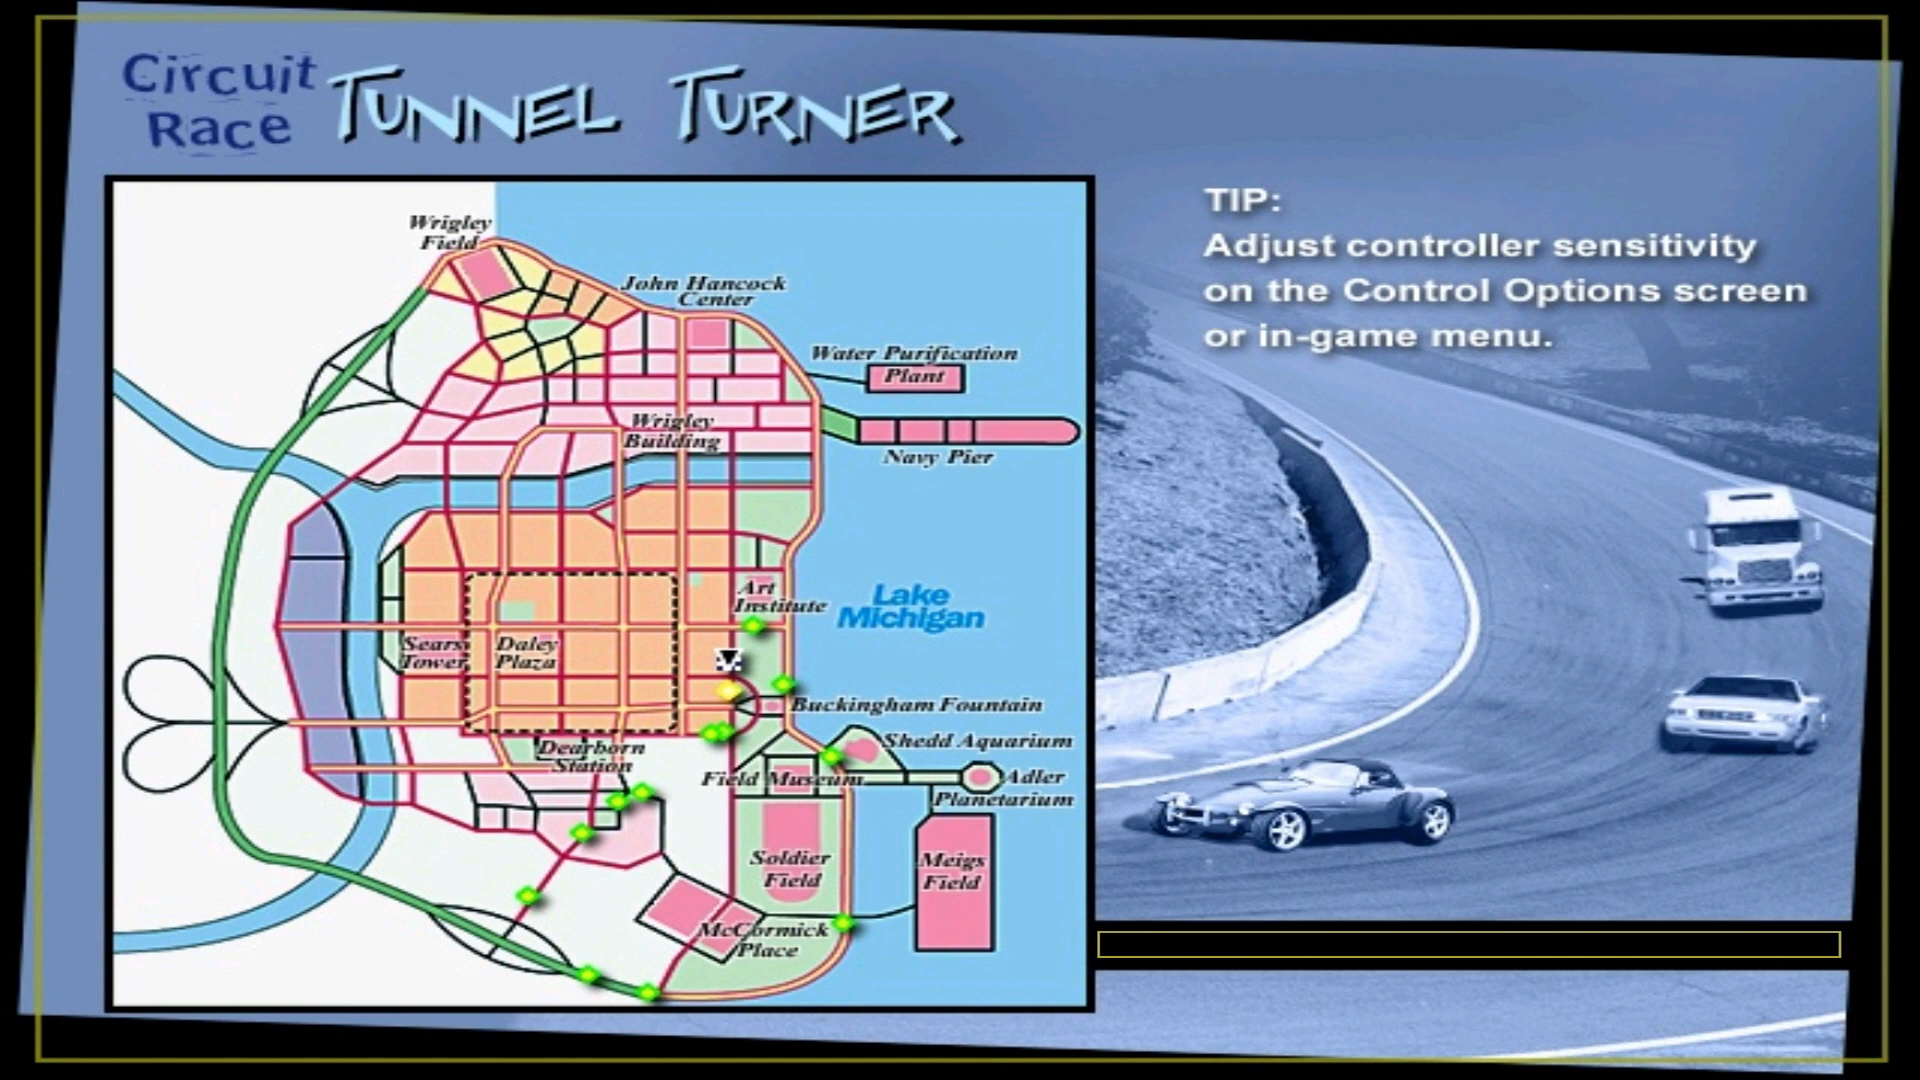 Circuit
Race
TUNNEL TURNER
TIP:
Adjust controller sensitivity
on the Control Options screen
or in-game menu.
Wrigley
Field
John Hancock
Center
Water Purification
Plant
Wrigley
Building
Navy Pier
Art
Institute
Lake
Michigan
Sears
Tower
Daley
Plaza
Buckingham Fountain
Dearborn
Station
Shedd Aquarium
Field Museum
Adler
Planetarium
Soldier
Field
Meigs
Field
McCormick
Place